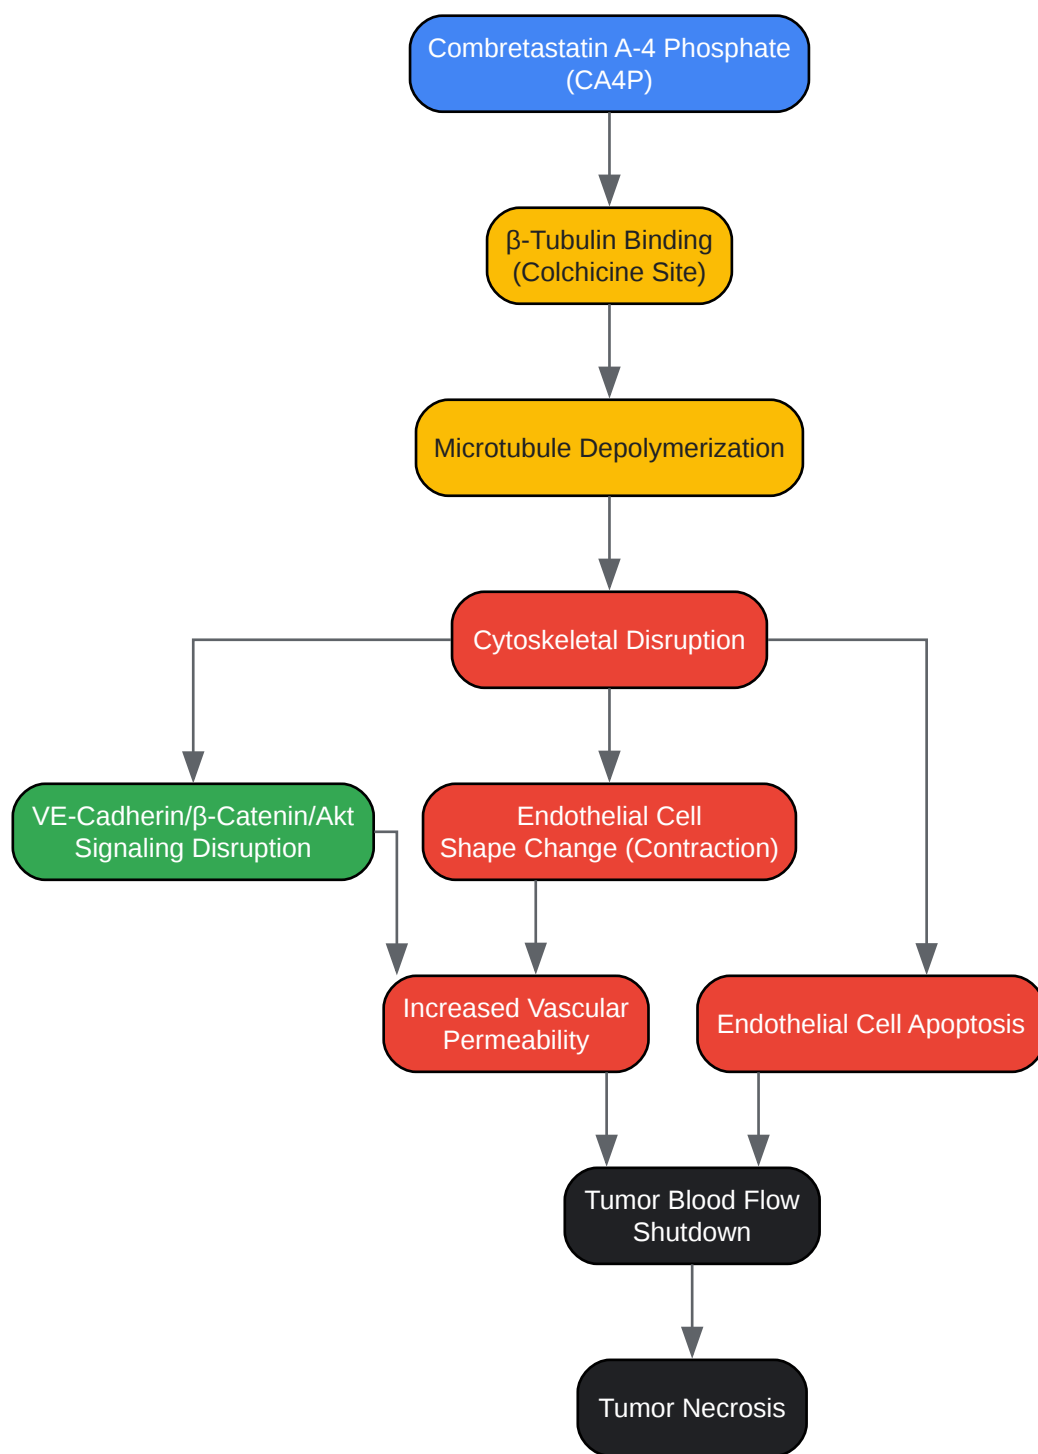 Combretastatin A-4 Phosphate
(CA4P)
β-Tubulin Binding
(Colchicine Site)
Microtubule Depolymerization
Cytoskeletal Disruption
VE-Cadherin/β-Catenin/Akt
Signaling Disruption
Endothelial Cell
Shape Change (Contraction)
Increased Vascular
Permeability
Endothelial Cell Apoptosis
Tumor Blood Flow
Shutdown
Tumor Necrosis